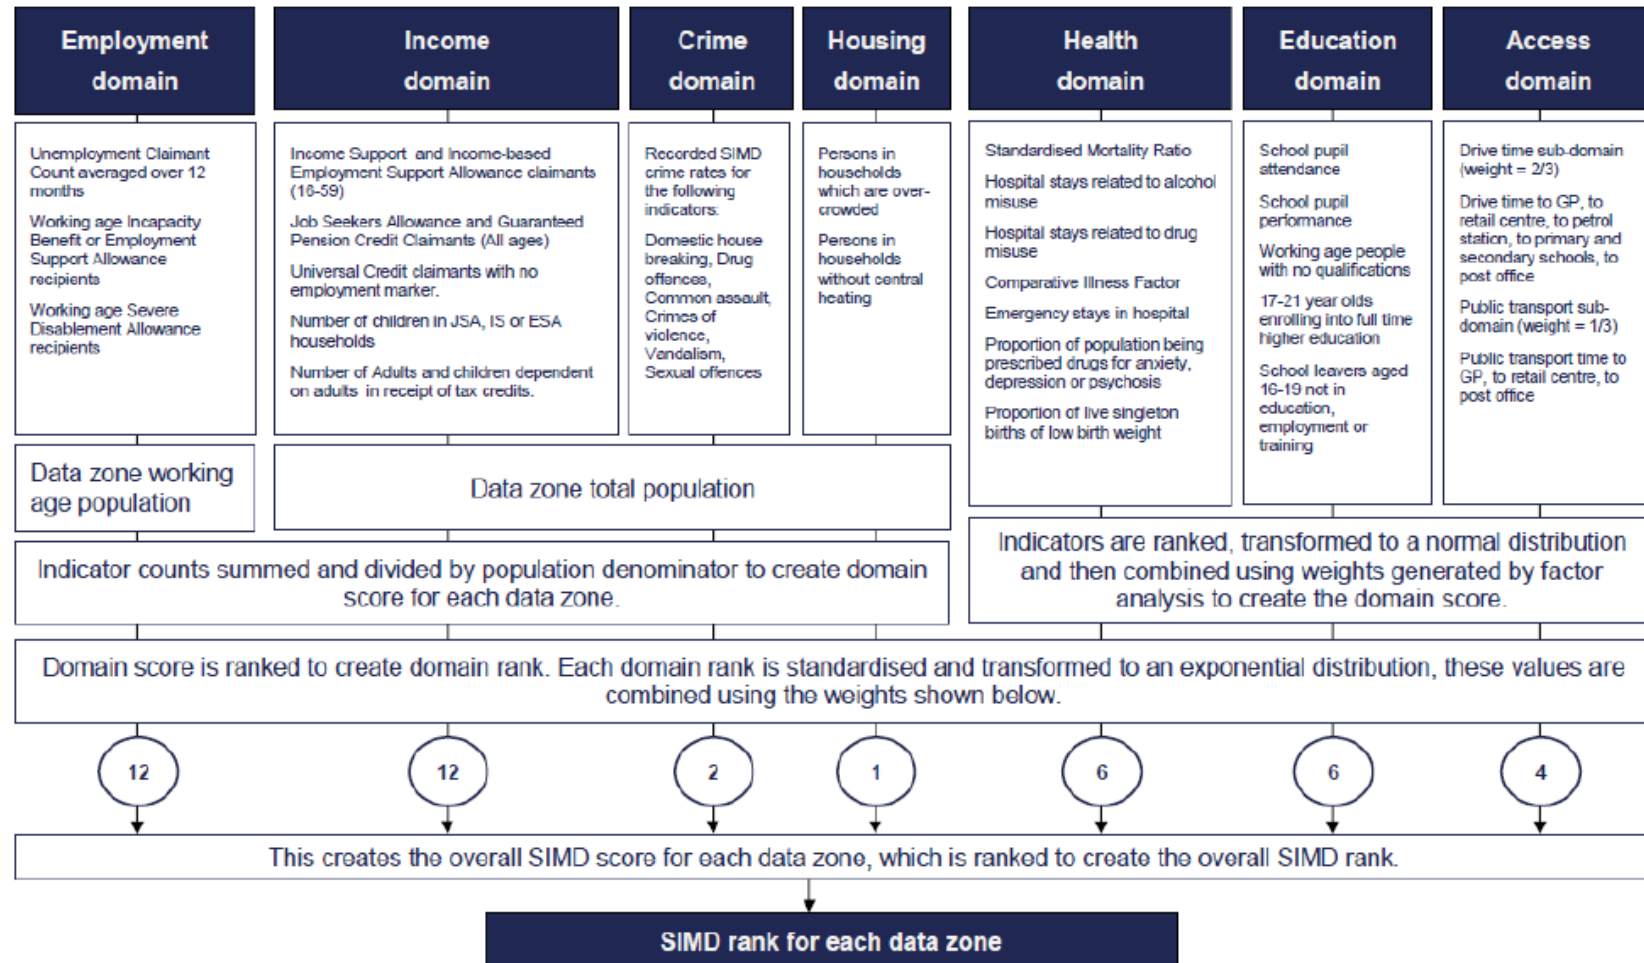 Employment
domain
Income
domain
Crime
domain
Housing
domain
Health
domain
Education
domain
Access
domain
Unemployment Claimant
Count averaged over 12
months
Working age Incapacity
Benefit or Employment
Support Allowance
recipients
Working age Severe
Disablement Allowance
recipients
Income Support and Income-based
Employment Support Allowance claimants
(16-59)
Job Seekers Allowance and Guaranteed
Pension Credit Claimants (All ages)
Universal Credit claimants with no
employment marker.
Number of children in JSA, IS or ESA
households
Number of Adults and children dependent
on adults in receipt of tax credits.
Recorded SIMD
crime rates for
the following
indicators:
Domestic house
breaking, Drug
offences,
Common assault,
Crimes of
violence,
Vandalism,
Sexual offences
Persons in
households
which are over-
crowded
Persons in
households
without central
heating
Standardised Mortality Ratio
Hospital stays related to alcohol
misuse
Hospital stays related to drug
misuse
Comparative Illness Factor
Emergency stays in hospital
Proportion of population being
prescribed drugs for anxiety,
depression or psychosis
Proportion of live singleton
births of low birth weight
School pupil
attendance
School pupil
performance
Working age people
with no qualifications
17-21 year olds
enrolling into full time
higher education
School leavers aged
16-19 not in
education,
employment or
training
Drive time sub-domain
(weight = 2/3)
Drive time to GP, to
retail centre, to petrol
station, to primary and
secondary schools, to
post office
Public transport sub-
domain (weight = 1/3)
Public transport time to
GP, to retail centre, to
post office
Data zone working
age population
Data zone total population
Indicator counts summed and divided by population denominator to create domain
score for each data zone.
Indicators are ranked, transformed to a normal distribution
and then combined using weights generated by factor
analysis to create the domain score.
Domain score is ranked to create domain rank. Each domain rank is standardised and transformed to an exponential distribution, these values are
combined using the weights shown below.
12
12
2
1
6
6
4
This creates the overall SIMD score for each data zone, which is ranked to create the overall SIMD rank.
SIMD rank for each data zone